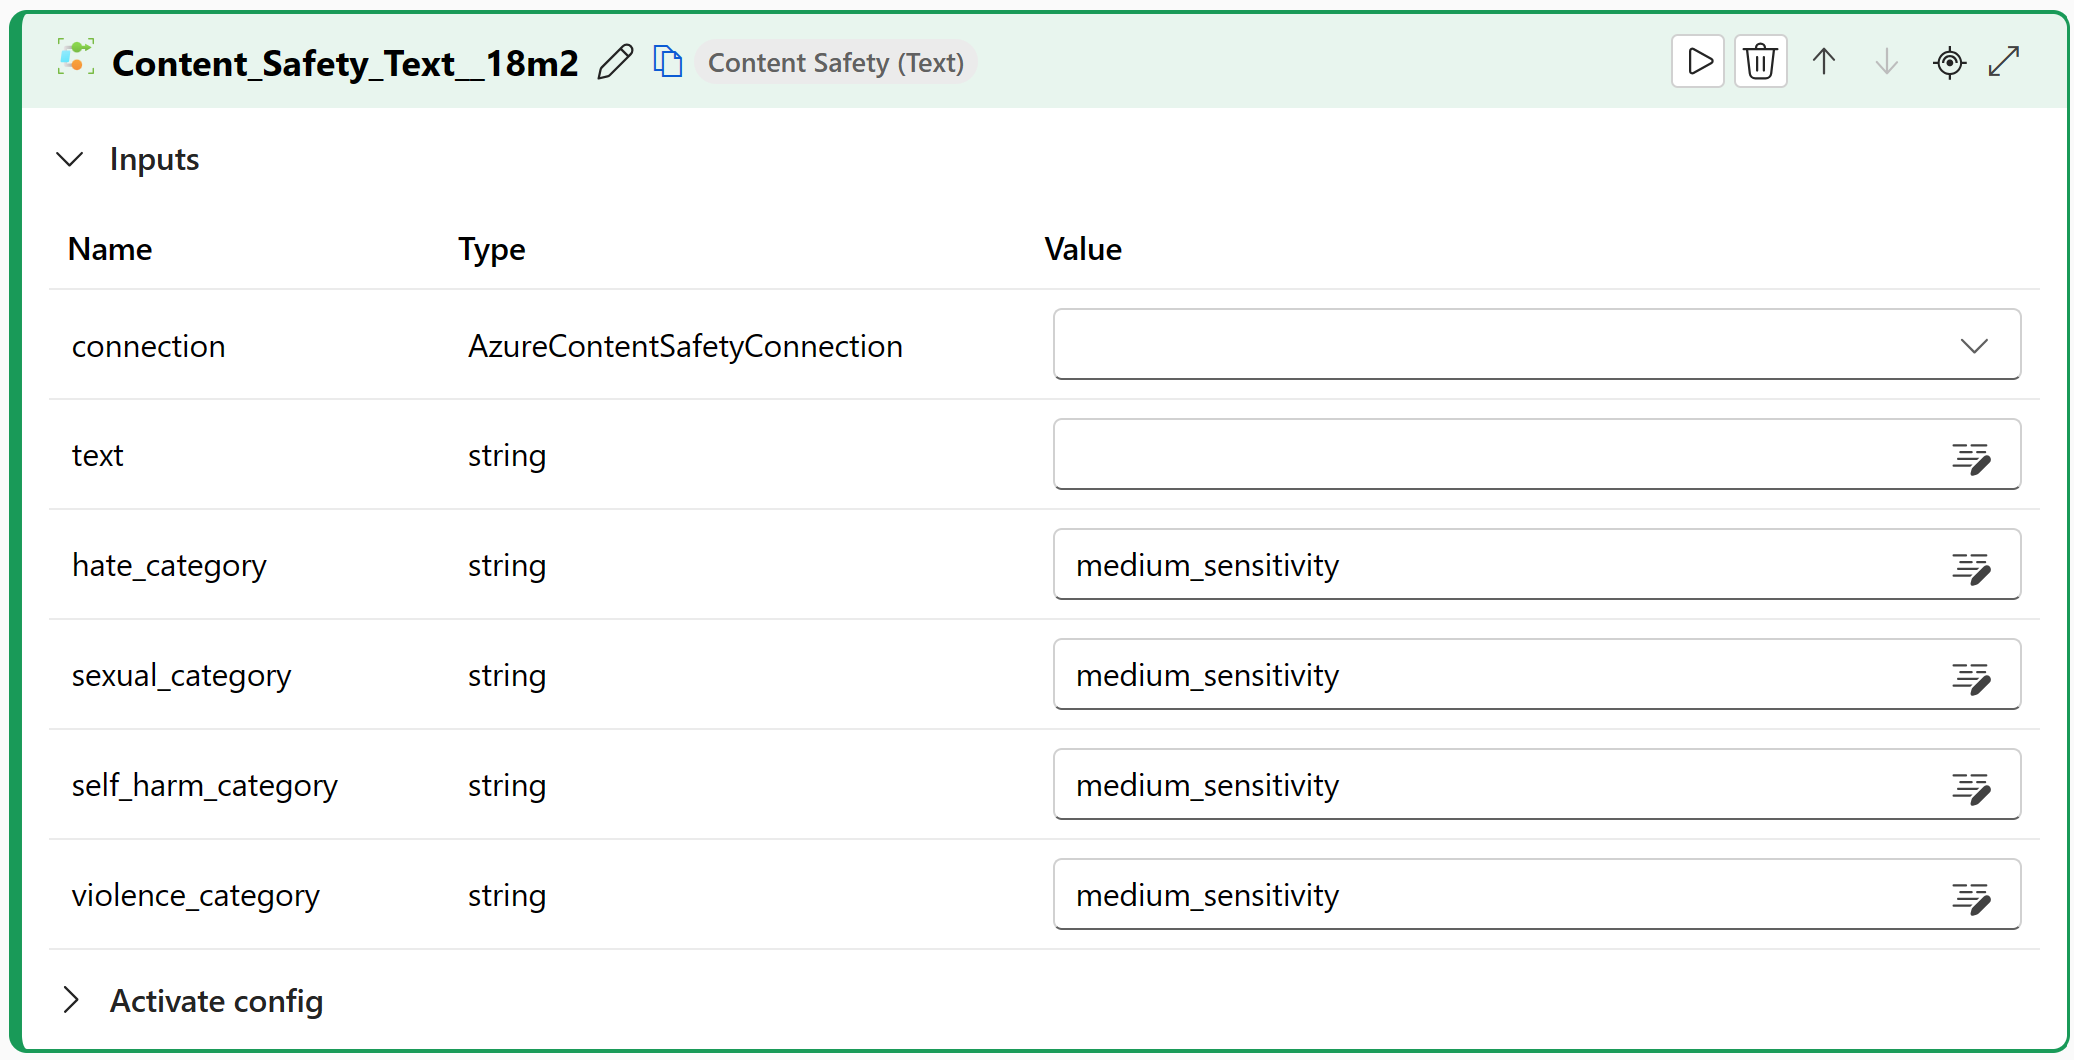 Content_Safety_Text__18m2 Content Safety (Text)
Inputs
Name Type Value
connection AzureContentSafetyConnection
text string
hate_category string medium_sensitivity
sexual_category string medium_sensitivity
self_harm_category string medium_sensitivity
violence_category string medium_sensitivity
Activate config